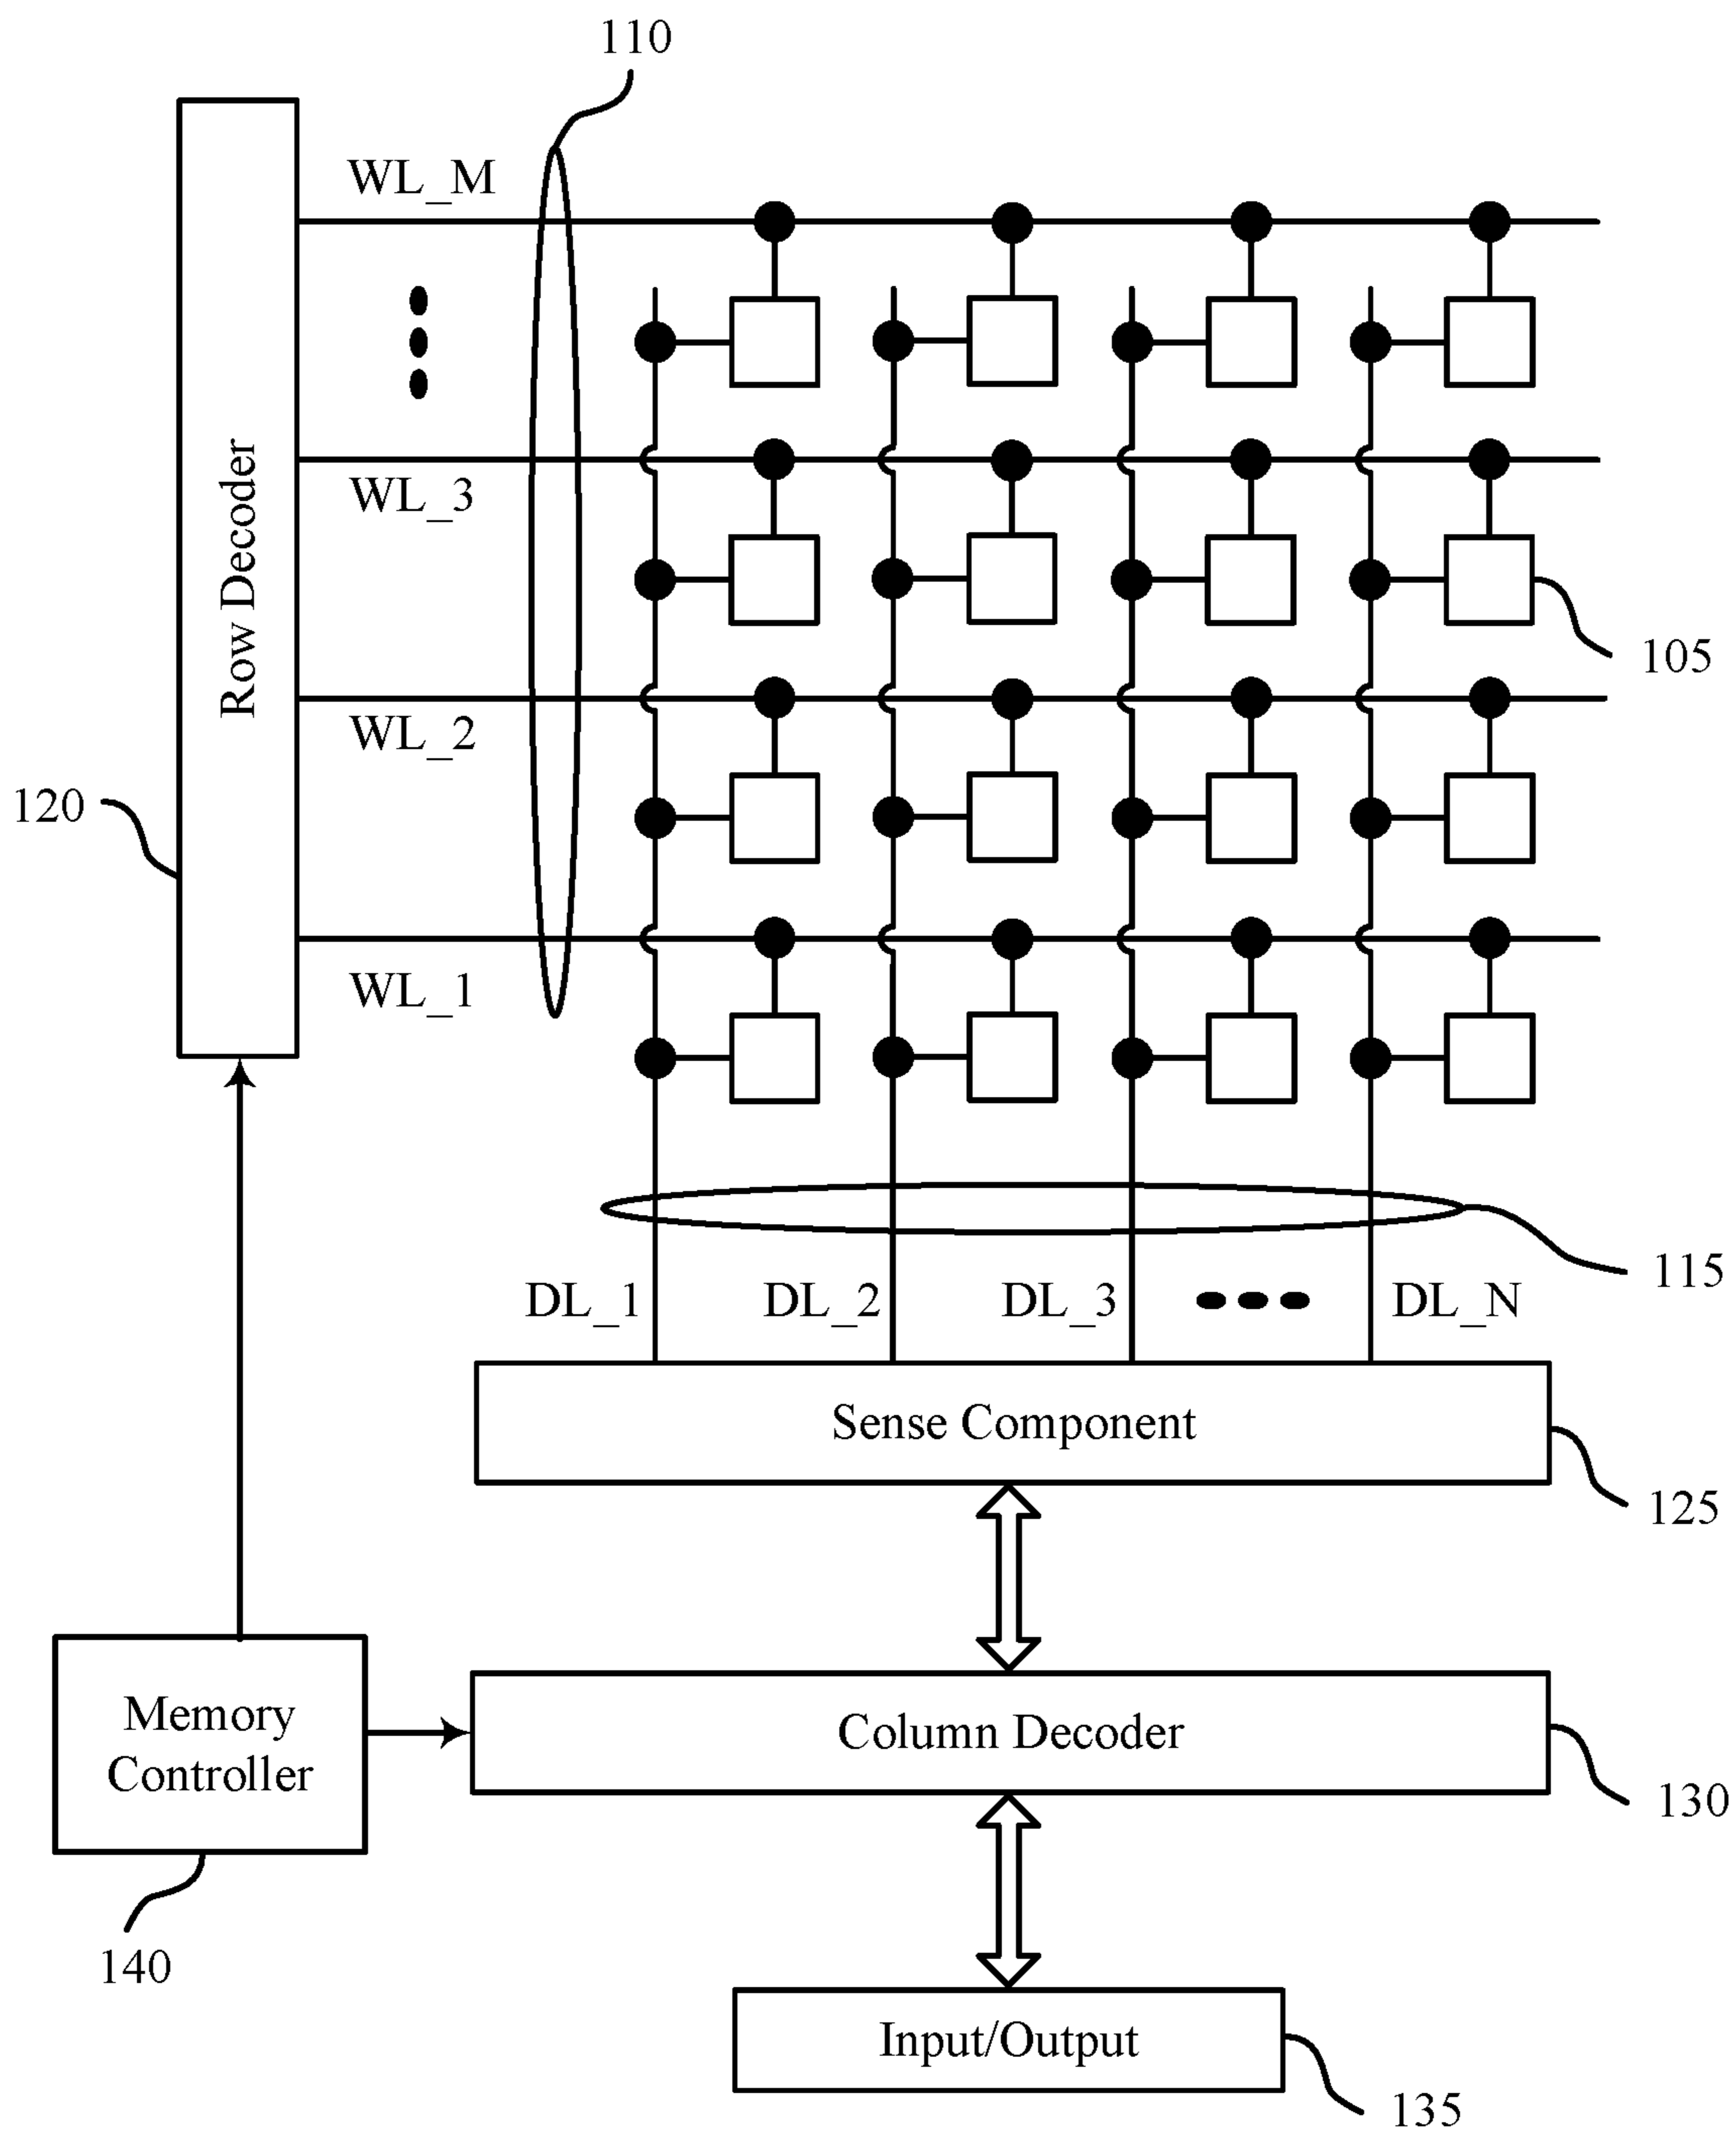 110
WL_M
WL_3
Row Decoder
105
WL_2
120
WL_1
115
DL_1 DL_2 DL_3 DL_N
Sense Component
125
Memory
Controller
Column Decoder
130
140
Input/Output
135